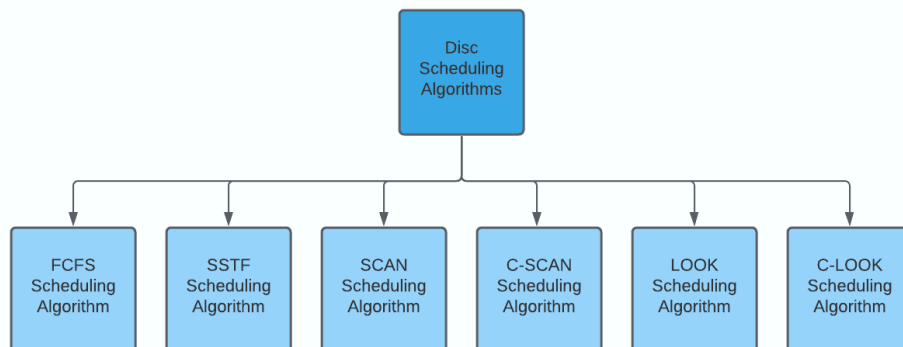 Disc
Scheduling
Algorithms
FCFS
Scheduling
Algorithm
SSTF
Scheduling
Algorithm
SCAN
Scheduling
Algorithm
C-SCAN
Scheduling
Algorithm
LOOK
Scheduling
Algorithm
C-LOOK
Scheduling
Algorithm